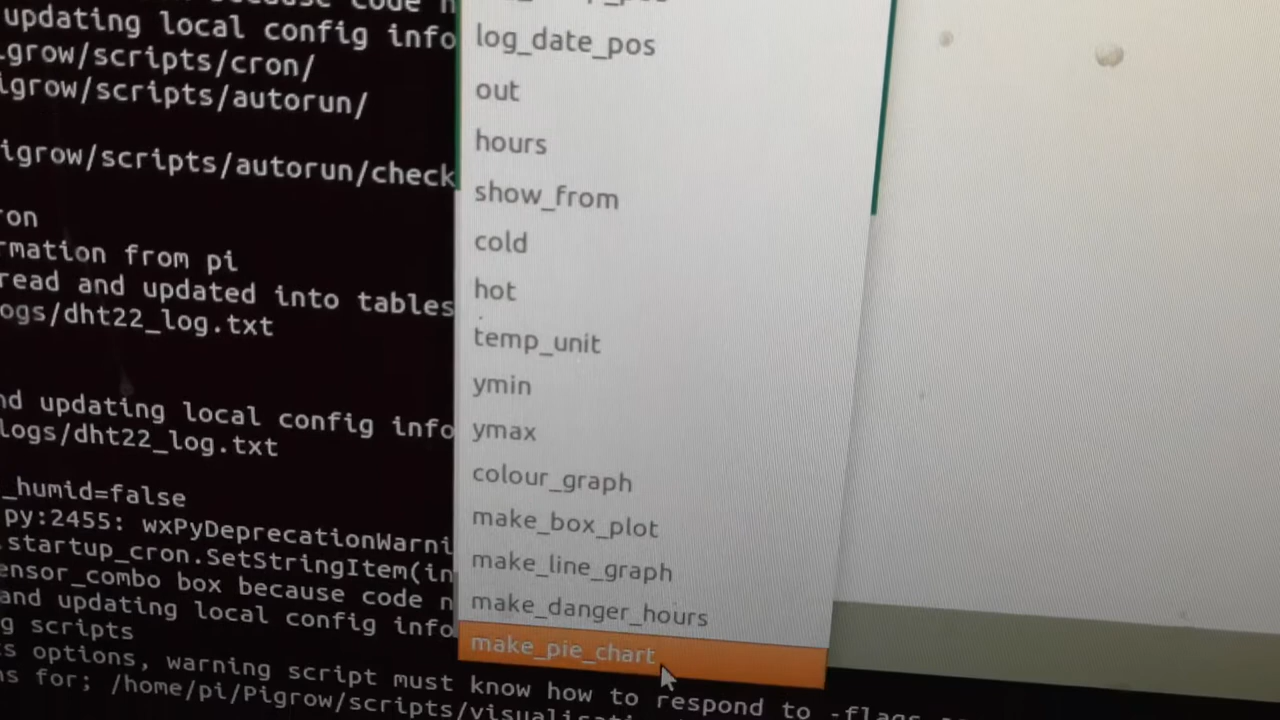 because code n
updating local config info
grow/scripts/cron/
igrow/scripts/autorun/
igrow/scripts/autorun/check
ron
rmation from pi
read and updated into tables
ogs/dht22_log.txt
nd updating local config info
logs/dht22_log.txt
_humid=false
py:2455: wxPyDeprecationWarni
.startup_cron.SetStringItem(in
ensor_combo box because code n
and updating local config info
g scripts
s options, warning script must know how to respond to -flags
ns for; /home/pi/Pigrow/scripts/visualisati
log_date_pos
out
hours
show_from
cold
hot
temp_unit
ymin
ymax
colour_graph
make_box_plot
make_line_graph
make_danger_hours
make_pie_chart